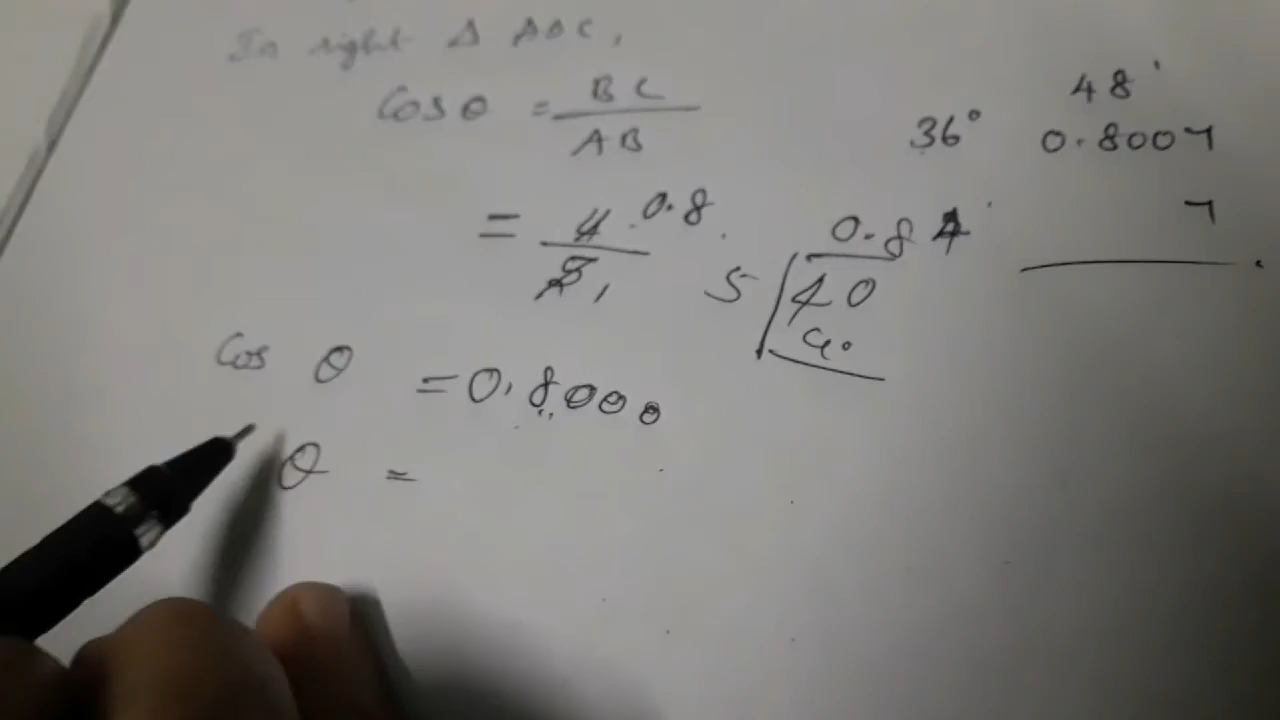 In right Δ ABC,
Cos θ = BC / AB
= 4 / 5, 0.8
36° 48'
0.8007
7
0.84
5 40
40
Cos θ = 0.8000
θ =